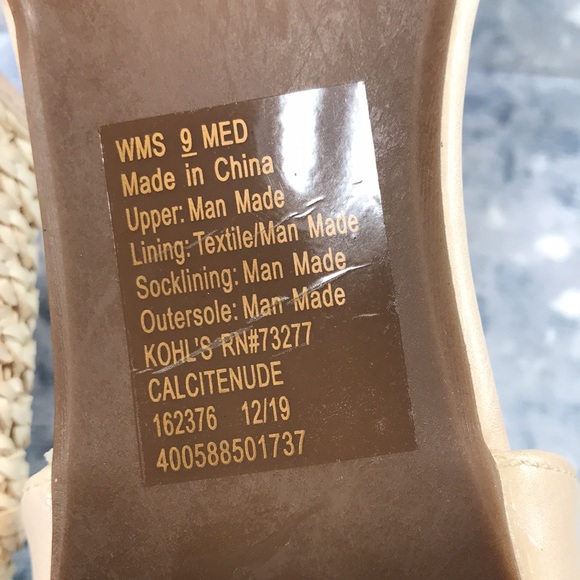 WMS 9 MED
Made in China
Upper: Man Made
Lining: Textile/Man Made
Socklining: Man Made
Outersole: Man Made
KOHL'S RN#73277
CALCITENUDE
162376 12/19
400588501737